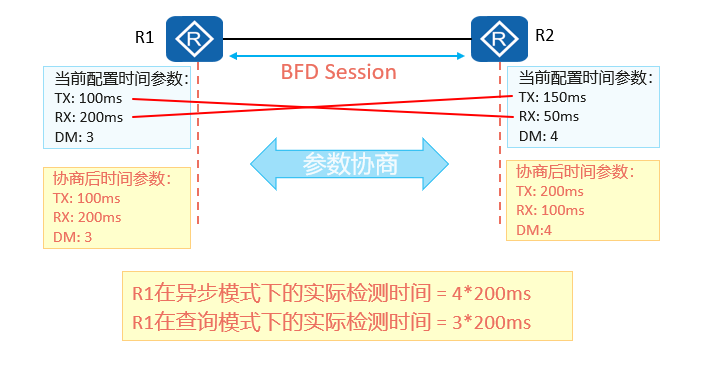 R1
R2
BFD Session
当前配置时间参数：
TX: 100ms
RX: 200ms
DM: 3
当前配置时间参数：
TX: 150ms
RX: 50ms
DM: 4
参数协商
协商后时间参数：
TX: 100ms
RX: 200ms
DM: 3
协商后时间参数：
TX: 200ms
RX: 100ms
DM:4
R1在异步模式下的实际检测时间 = 4*200ms
R1在查询模式下的实际检测时间 = 3*200ms